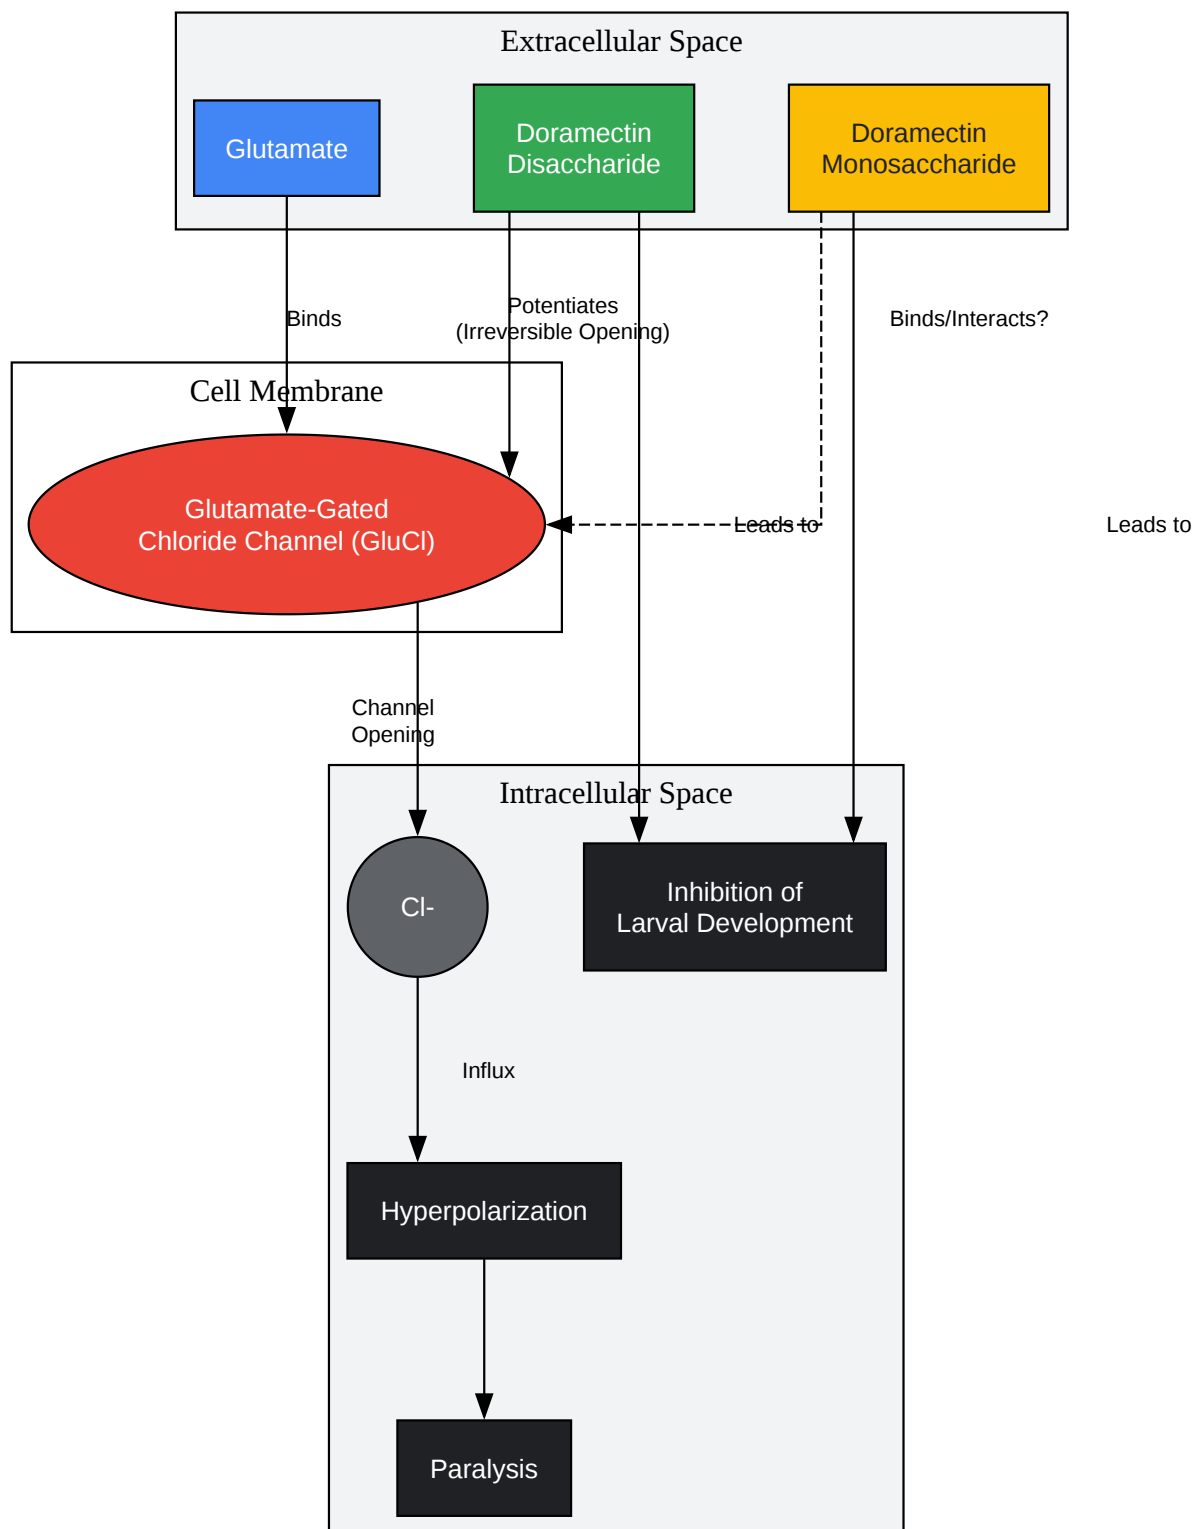 Extracellular Space
Glutamate
Doramectin
Disaccharide
Doramectin
Monosaccharide
Binds
Potentiates
(Irreversible Opening)
Binds/Interacts?
Cell Membrane
Glutamate-Gated
Chloride Channel (GluCl)
Leads to
Leads to
Channel
Opening
Intracellular Space
Cl-
Inhibition of
Larval Development
Influx
Hyperpolarization
Paralysis